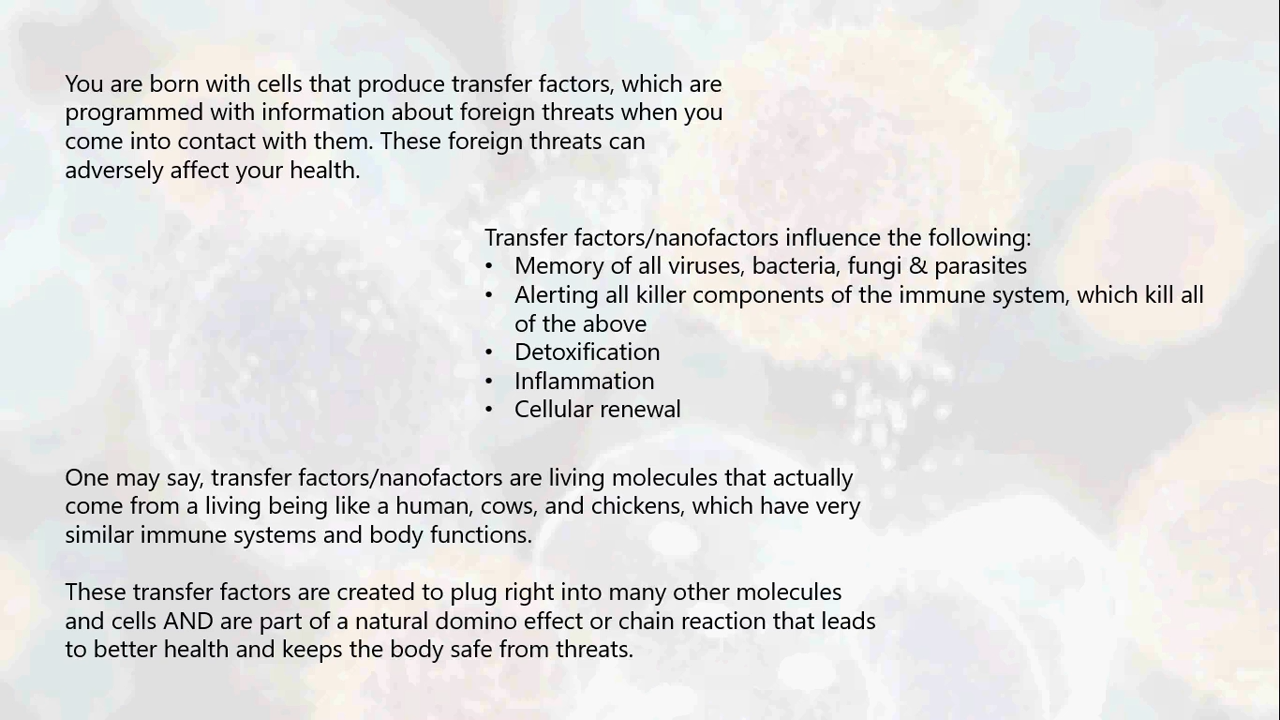 You are born with cells that produce transfer factors, which are
programmed with information about foreign threats when you
come into contact with them. These foreign threats can
adversely affect your health.
Transfer factors/nanofactors influence the following:
• Memory of all viruses, bacteria, fungi & parasites
• Alerting all killer components of the immune system, which kill all
of the above
• Detoxification
• Inflammation
• Cellular renewal
One may say, transfer factors/nanofactors are living molecules that actually
come from a living being like a human, cows, and chickens, which have very
similar immune systems and body functions.
These transfer factors are created to plug right into many other molecules
and cells AND are part of a natural domino effect or chain reaction that leads
to better health and keeps the body safe from threats.